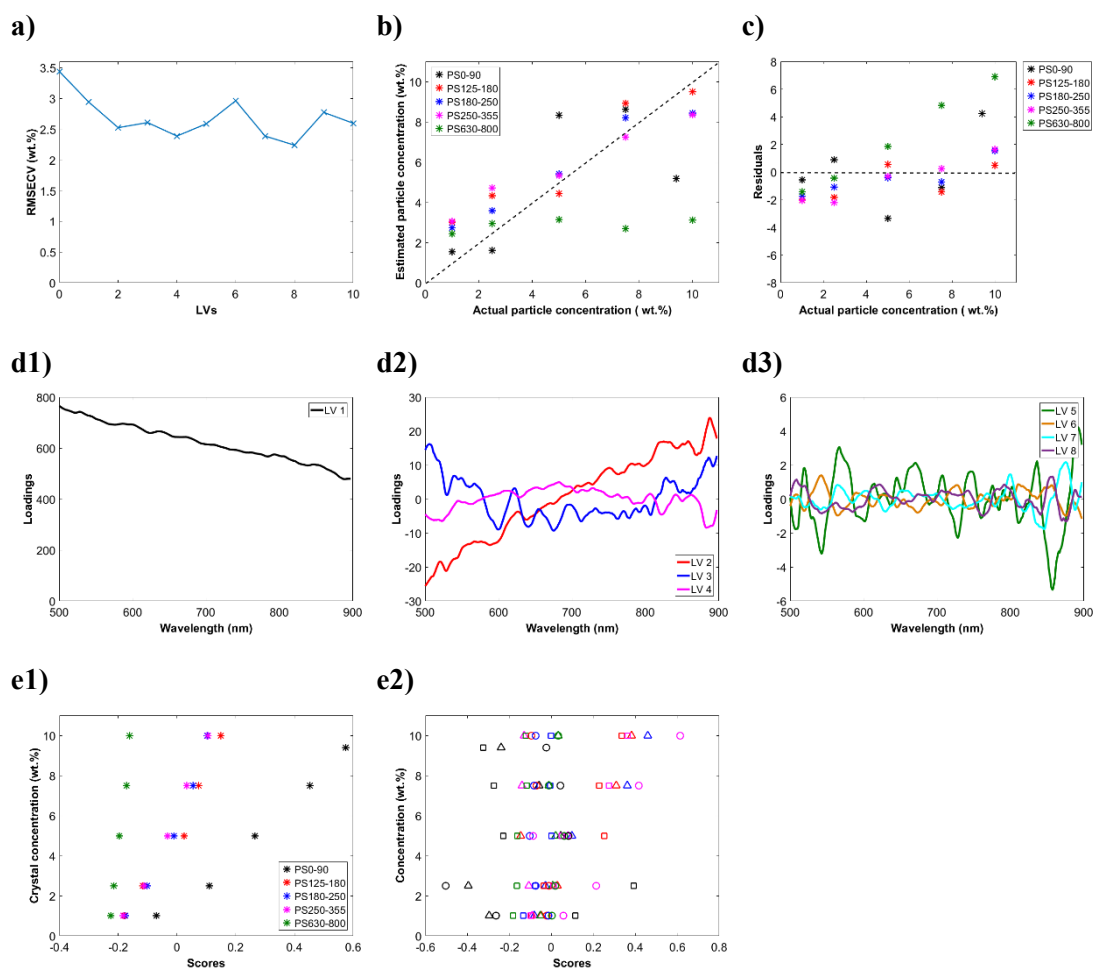 a)
b)
c)
3.5
3
2.5
2
1.5
1
0.5
0
0
2
4
6
8
10
RMSECV (wt.%)
LVs
PS0-90
PS125-180
PS180-250
PS250-355
PS630-800
10
8
6
4
2
0
0
2
4
6
8
10
Estimated particle concentration (wt.%)
Actual particle concentration ( wt.%)
8
6
4
2
0
-2
-4
-6
-8
0
2
4
6
8
10
Residuals
Actual particle concentration ( wt.%)
PS0-90
PS125-180
PS180-250
PS250-355
PS630-800
d1)
d2)
d3)
800
600
400
200
0
500
600
700
800
900
LV 1
Loadings
Wavelength (nm)
30
20
10
0
-10
-20
-30
500
600
700
800
900
LV 2
LV 3
LV 4
Loadings
Wavelength (nm)
6
4
2
0
-2
-4
-6
500
600
700
800
900
LV 5
LV 6
LV 7
LV 8
Loadings
Wavelength (nm)
e1)
e2)
10
8
6
4
2
0
-0.4
-0.2
0
0.2
0.4
0.6
PS0-90
PS125-180
PS180-250
PS250-355
PS630-800
Crystal concentration (wt.%)
Scores
10
8
6
4
2
0
-0.6
-0.4
-0.2
0
0.2
0.4
0.6
0.8
Concentration (wt.%)
Scores